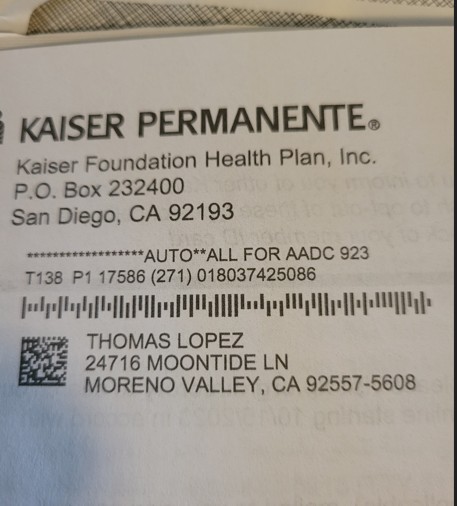 KAISER PERMANENTE®
Kaiser Foundation Health Plan, Inc.
P.O. Box 232400
San Diego, CA 92193
*******************AUTO**ALL FOR AADC 923
T138 P1 17586 (271) 018037425086
THOMAS LOPEZ
24716 MOONTIDE LN
MORENO VALLEY, CA 92557-5608